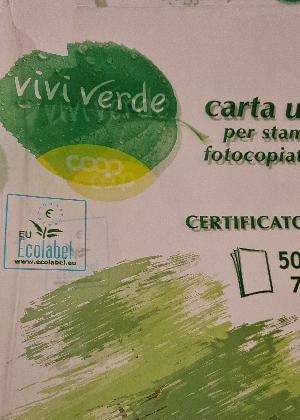 vivi verde
coop
carta u
per stam
fotocopiat
CERTIFICATO
EU
Ecolabel
www.ecolabel.eu
50
7